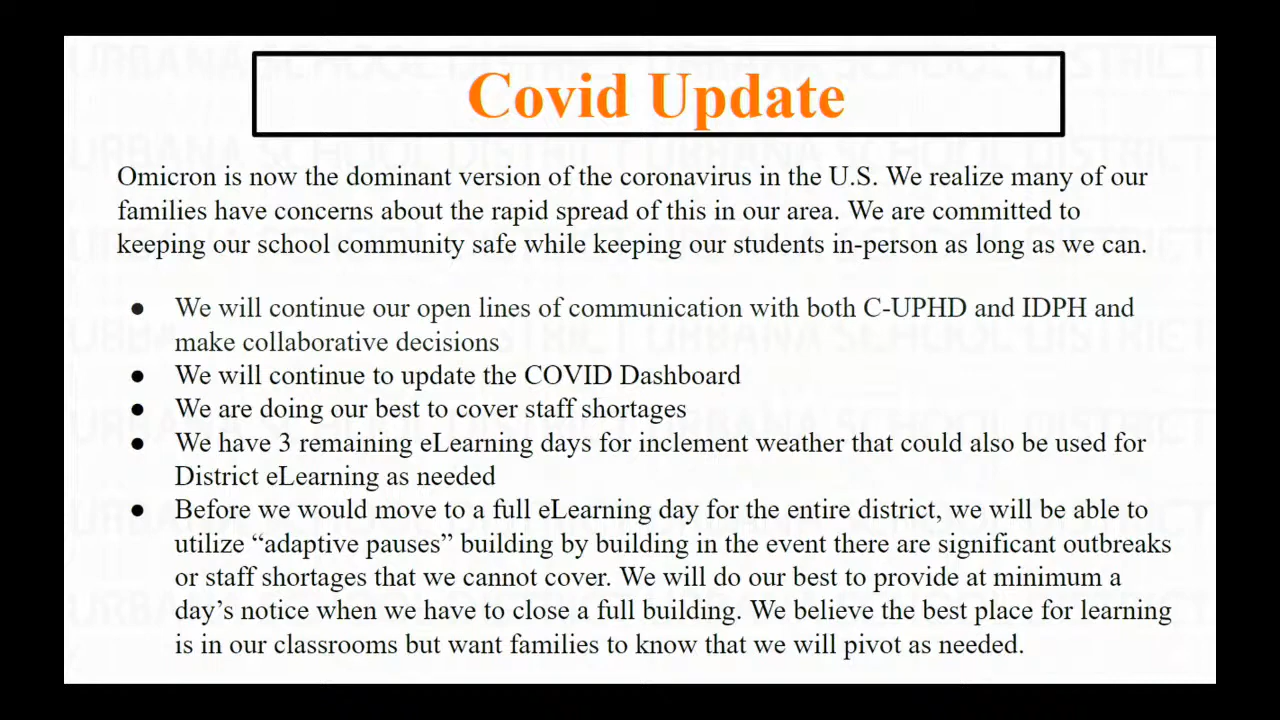 Covid Update
Omicron is now the dominant version of the coronavirus in the U.S. We realize many of our
families have concerns about the rapid spread of this in our area. We are committed to
keeping our school community safe while keeping our students in-person as long as we can.
● We will continue our open lines of communication with both C-UPHD and IDPH and
make collaborative decisions
● We will continue to update the COVID Dashboard
● We are doing our best to cover staff shortages
● We have 3 remaining eLearning days for inclement weather that could also be used for
District eLearning as needed
● Before we would move to a full eLearning day for the entire district, we will be able to
utilize “adaptive pauses” building by building in the event there are significant outbreaks
or staff shortages that we cannot cover. We will do our best to provide at minimum a
day’s notice when we have to close a full building. We believe the best place for learning
is in our classrooms but want families to know that we will pivot as needed.